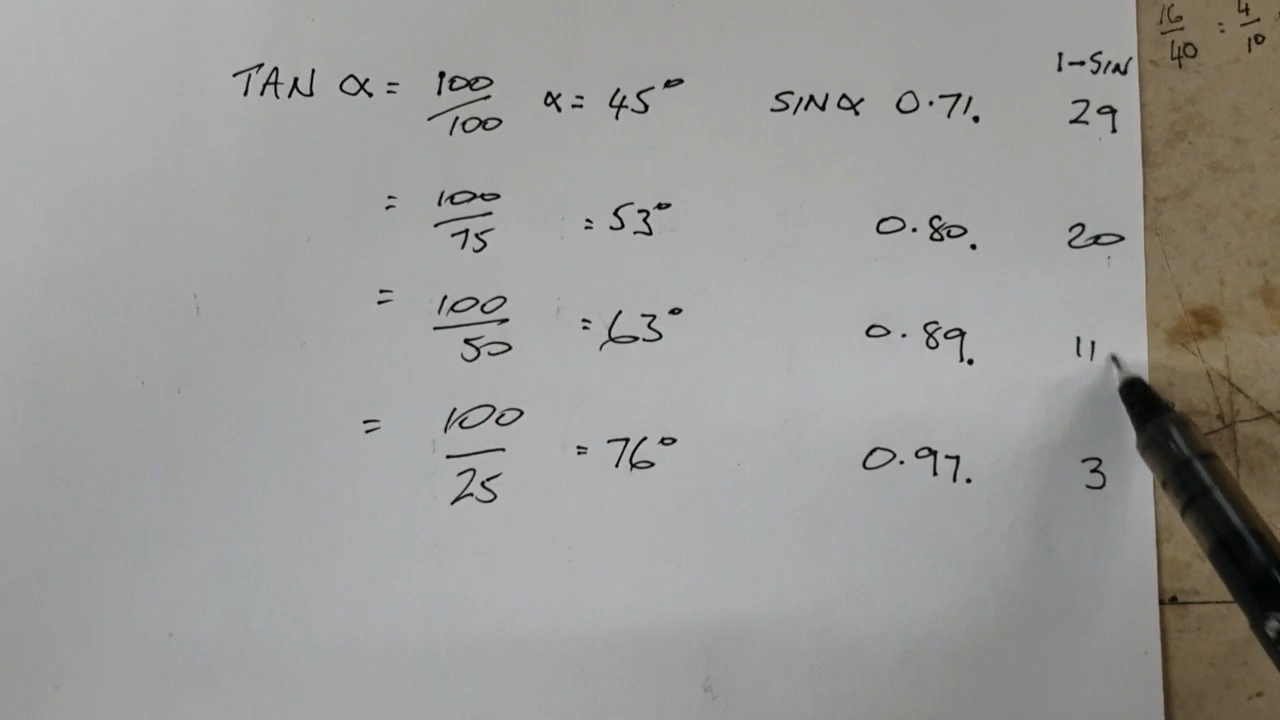 16/40 : 4/10
1-SIN
TAN α = 100/100 α = 45° SIN α 0.71. 29
= 100/75 = 53° 0.80. 20
= 100/50 = 63° 0.89. 11
= 100/25 = 76° 0.97. 3